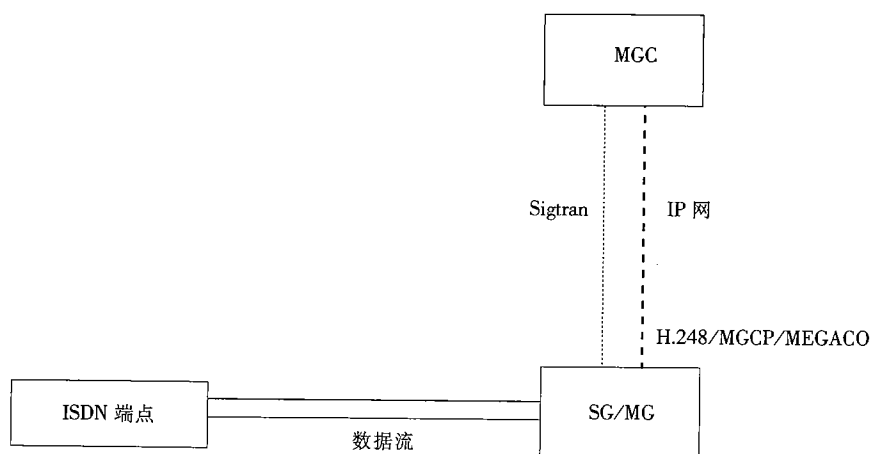 MGC
Sigtran
IP 网
H.248/MGCP/MEGACO
ISDN 端点
SG/MG
数据流